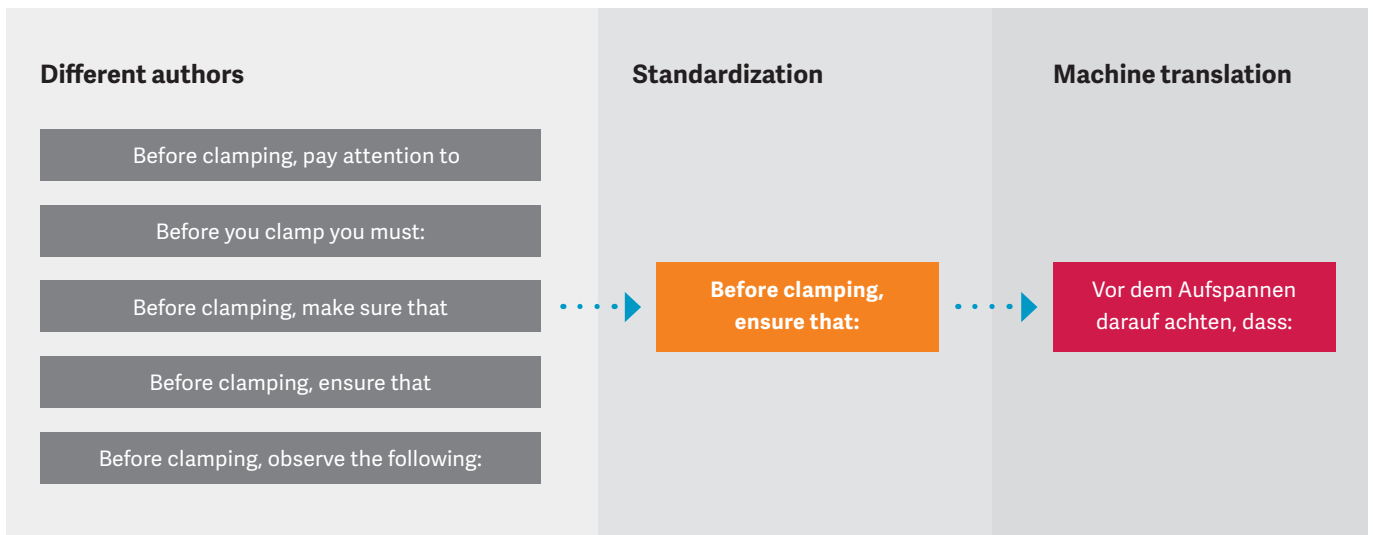 Different authors
Before clamping, pay attention to
Before you clamp you must:
Before clamping, make sure that
Before clamping, ensure that
Before clamping, observe the following:
Standardization
Before clamping,
ensure that:
Machine translation
Vor dem Aufspannen
darauf achten, dass: